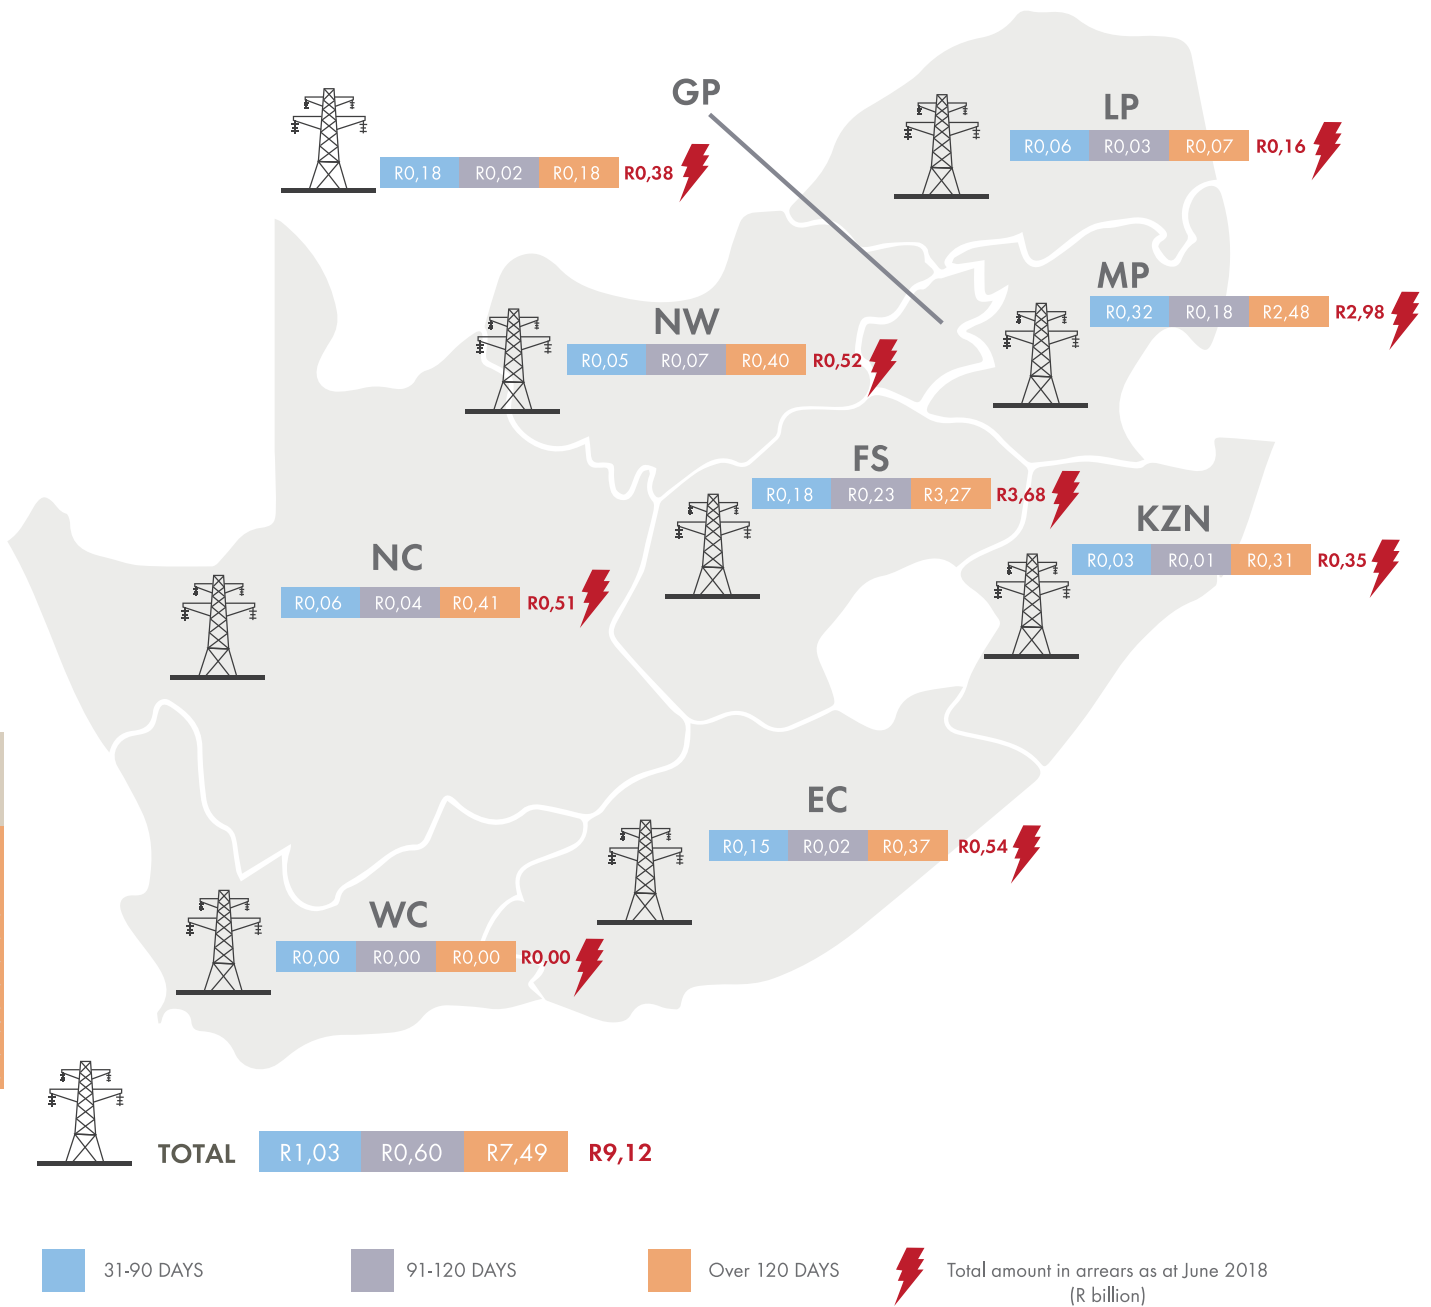 GP
R0,18 R0,02 R0,18 R0,38
LP
R0,06 R0,03 R0,07 R0,16
MP
R0,32 R0,18 R2,48 R2,98
NW
R0,05 R0,07 R0,40 R0,52
FS
R0,18 R0,23 R3,27 R3,68
KZN
R0,03 R0,01 R0,31 R0,35
NC
R0,06 R0,04 R0,41 R0,51
EC
R0,15 R0,02 R0,37 R0,54
WC
R0,00 R0,00 R0,00 R0,00
TOTAL R1,03 R0,60 R7,49 R9,12
31-90 DAYS
91-120 DAYS
Over 120 DAYS
Total amount in arrears as at June 2018
(R billion)